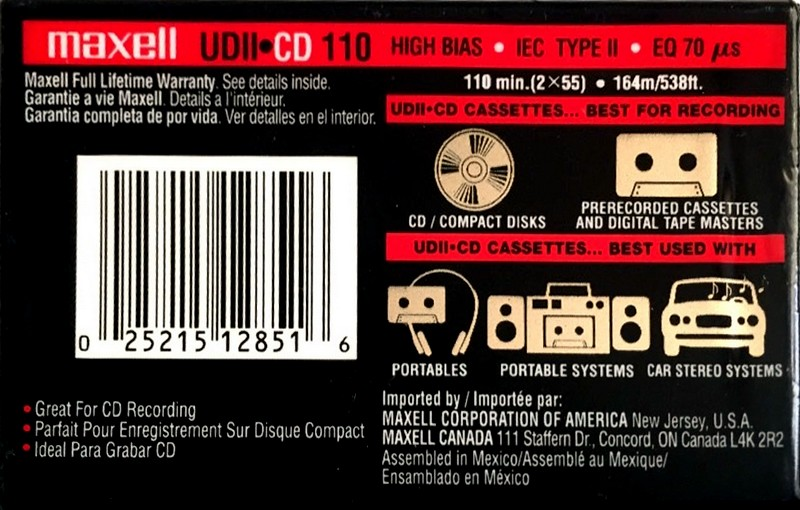 maxell UDII•CD 110 HIGH BIAS • IEC TYPE II • EQ 70 µs
Maxell Full Lifetime Warranty. See details inside.
Garantie a vie Maxell. Details a l'intérieur.
Garantia completa de por vida. Ver detalles en el interior.
110 min.(2×55) • 164m/538ft.
UDII•CD CASSETTES... BEST FOR RECORDING
CD / COMPACT DISKS
PRERECORDED CASSETTES
AND DIGITAL TAPE MASTERS
UDII•CD CASSETTES... BEST USED WITH
PORTABLES
PORTABLE SYSTEMS
CAR STEREO SYSTEMS
0 25215 12851 6
• Great For CD Recording
• Parfait Pour Enregistrement Sur Disque Compact
• Ideal Para Grabar CD
Imported by / Importée par:
MAXELL CORPORATION OF AMERICA New Jersey, U.S.A.
MAXELL CANADA 111 Staffern Dr., Concord, ON Canada L4K 2R2
Assembled in Mexico/Assemblé au Mexique/
Ensamblado en México